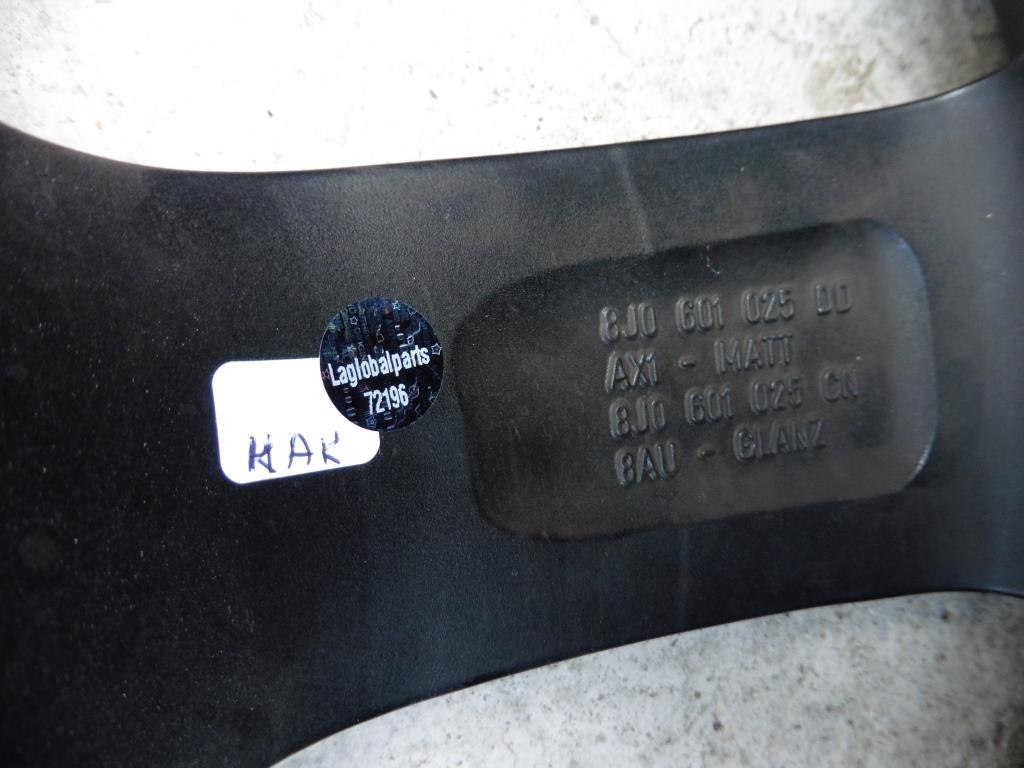 8J0 601 025 DD
AX1 - MATT
8J0 601 025 CN
8AU - GLANZ
Laglobalparts
72196
HAK